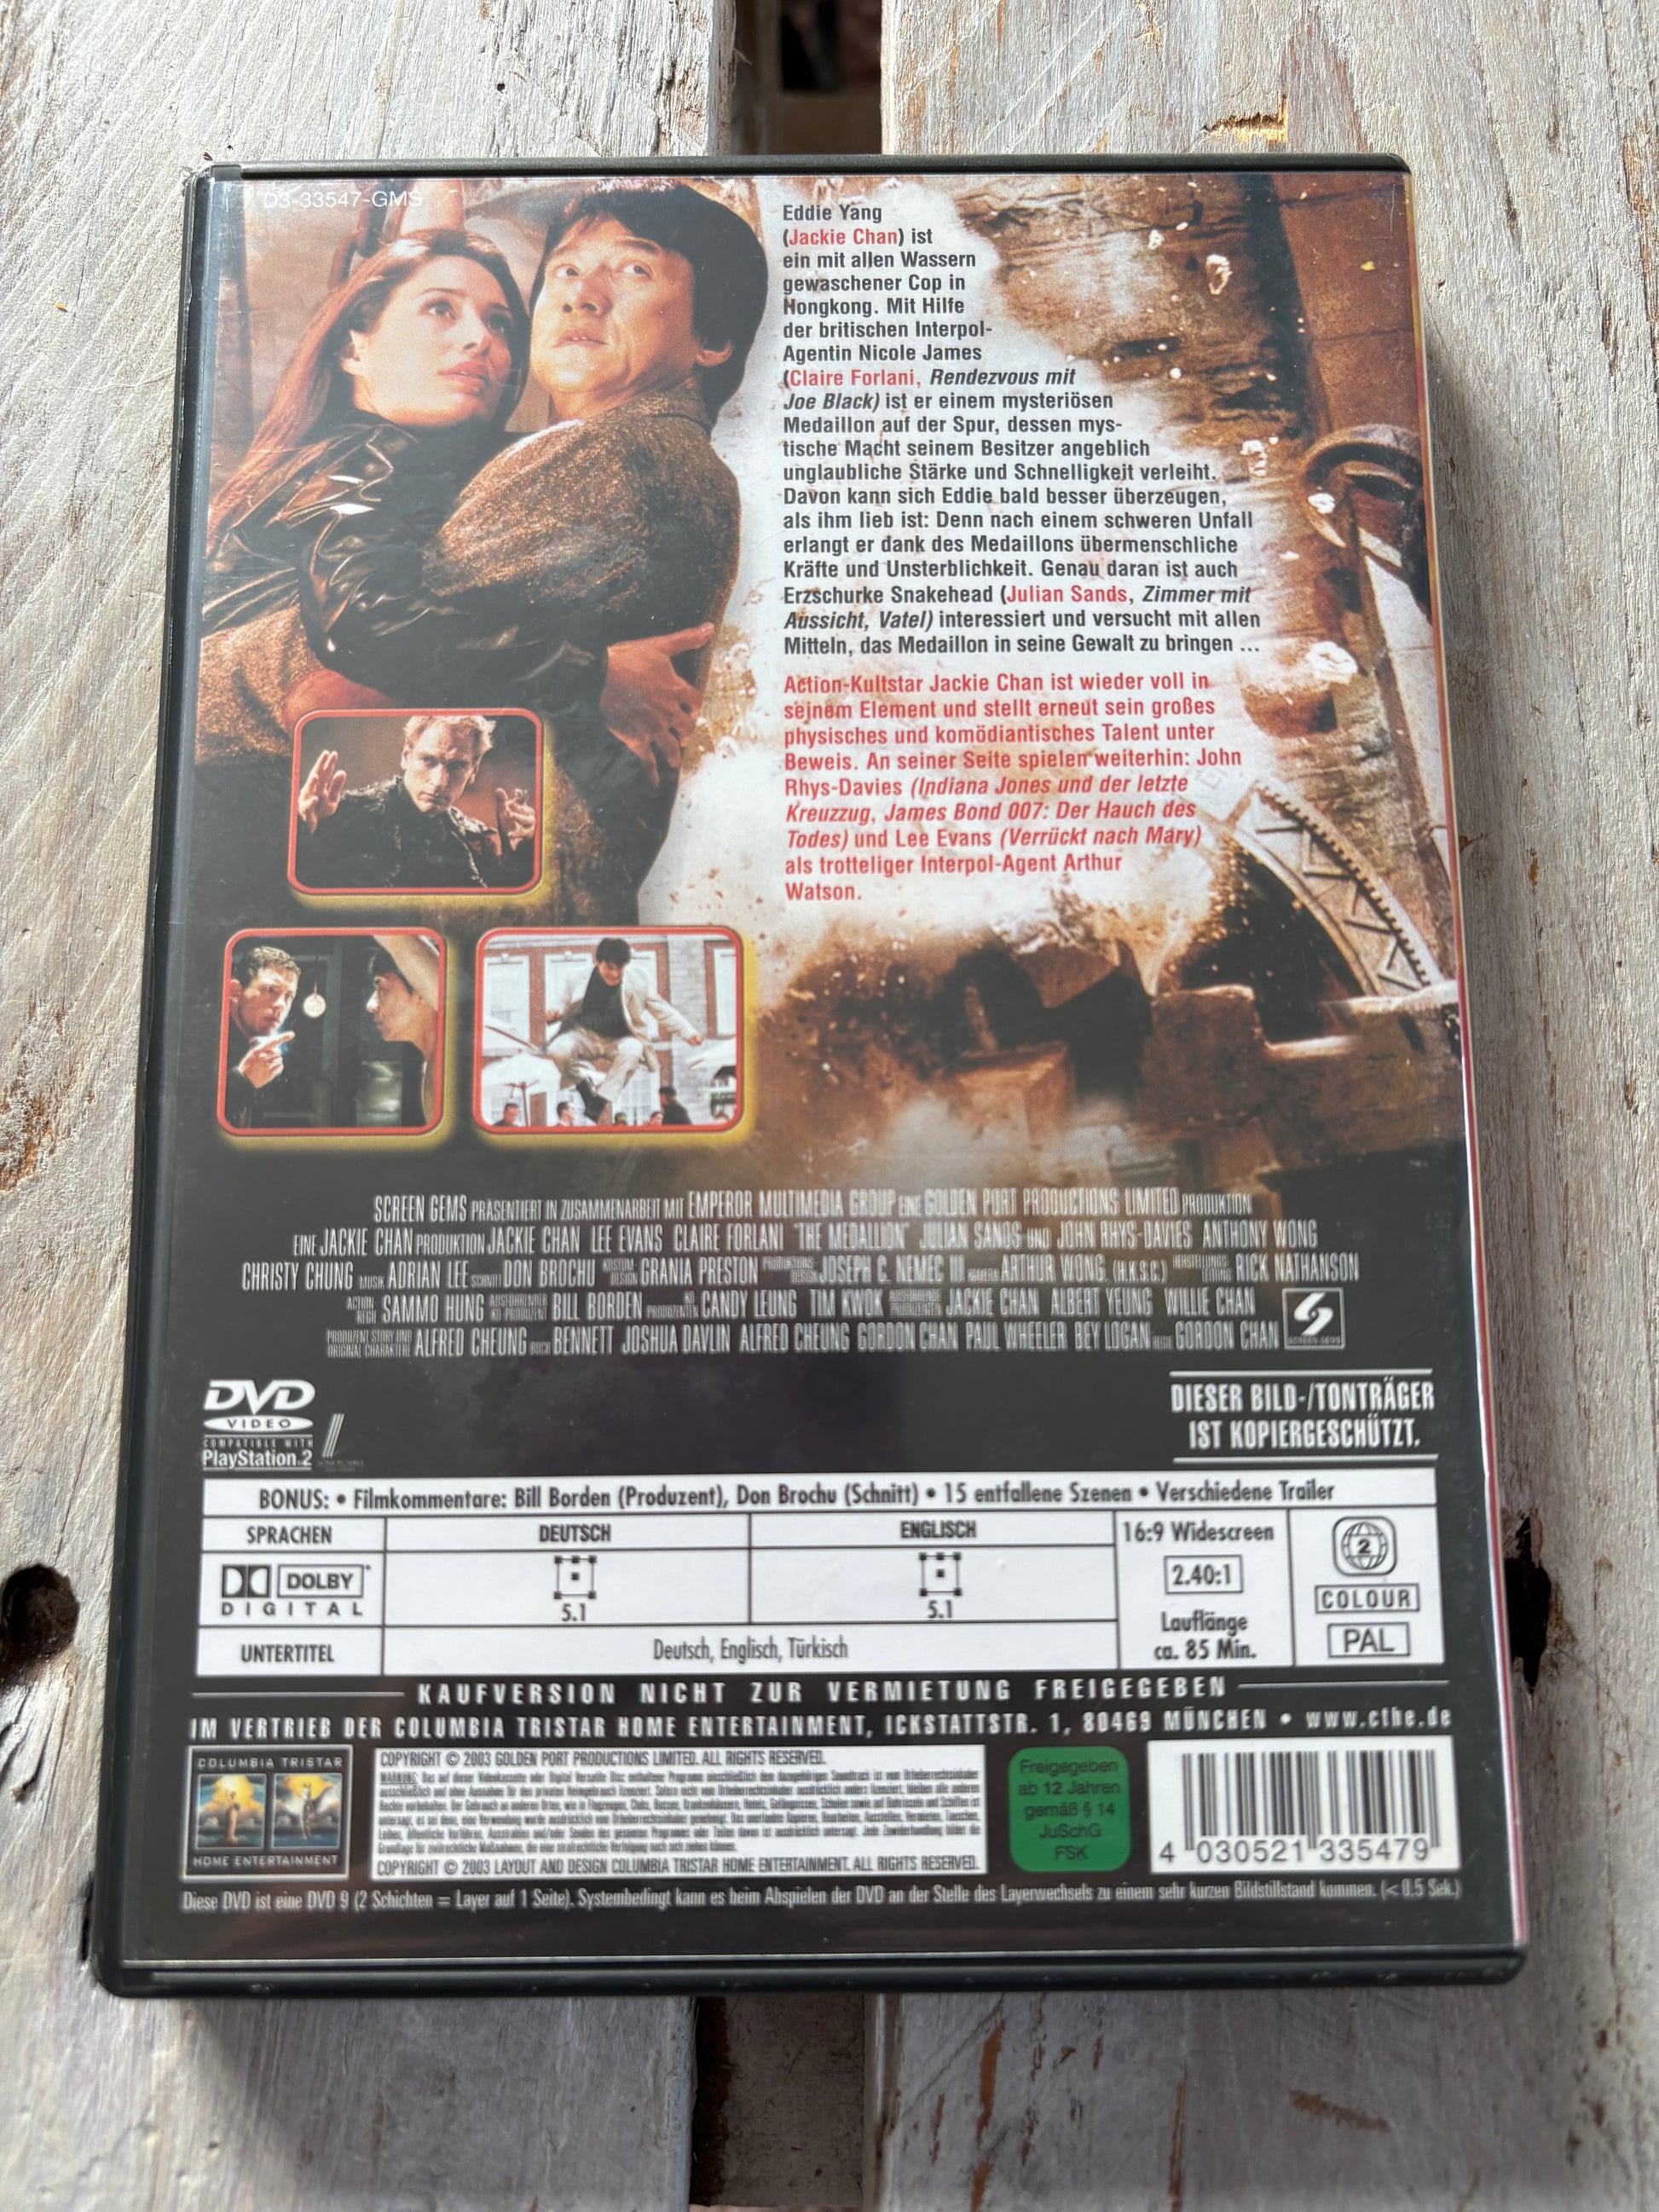 D3-33547-GMS
Eddie Yang
(Jackie Chan) ist
ein mit allen Wassern
gewaschener Cop in
Hongkong. Mit Hilfe
der britischen Interpol-
Agentin Nicole James
(Claire Forlani, Rendezvous mit
Joe Black) ist er einem mysteriösen
Medaillon auf der Spur, dessen mys-
tische Macht seinem Besitzer angeblich
unglaubliche Stärke und Schnelligkeit verleiht.
Davon kann sich Eddie bald besser überzeugen,
als ihm lieb ist: Denn nach einem schweren Unfall
erlangt er dank des Medaillons übermenschliche
Kräfte und Unsterblichkeit. Genau daran ist auch
Erzschurke Snakehead (Julian Sands, Zimmer mit
Aussicht, Vatel) interessiert und versucht mit allen
Mitteln, das Medaillon in seine Gewalt zu bringen ...
Action-Kultstar Jackie Chan ist wieder voll in
seinem Element und stellt erneut sein großes
physisches und komödiantisches Talent unter
Beweis. An seiner Seite spielen weiterhin: John
Rhys-Davies (Indiana Jones und der letzte
Kreuzzug, James Bond 007: Der Hauch des
Todes) und Lee Evans (Verrückt nach Mary)
als trotteliger Interpol-Agent Arthur
Watson.
SCREEN GEMS PRÄSENTIERT IN ZUSAMMENARBEIT MIT EMPEROR MULTIMEDIA GROUP EINE GOLDEN PORT PRODUCTIONS LIMITED PRODUKTION
EINE JACKIE CHAN PRODUKTION JACKIE CHAN LEE EVANS CLAIRE FORLANI "THE MEDALLION" JULIAN SANDS UND JOHN RHYS-DAVIES ANTHONY WONG
CHRISTY CHUNG MUSIK ADRIAN LEE SCHNITT DON BROCHU KOSTÜM DESIGN GRANIA PRESTON PRODUKTIONS DESIGN JOSEPH C. NEMEC III KAMERA ARTHUR WONG (H.K.S.C.) HERSTELLUNGS LEITUNG RICK NATHANSON
ACTION REGIE SAMMO HUNG AUSFÜHRENDER KO PRODUZENT BILL BORDEN KO PRODUZENTEN CANDY LEUNG TIM KWOK AUSFÜHRENDE PRODUZENTEN JACKIE CHAN ALBERT YEUNG WILLIE CHAN
PRODUZENT STORY UND ORIGINAL CHARAKTERE ALFRED CHEUNG BUCH BENNETT JOSHUA DAVLIN ALFRED CHEUNG GORDON CHAN PAUL WHEELER BEY LOGAN REGIE GORDON CHAN
SCREEN GEMS
DVD
VIDEO
COMPATIBLE WITH
PlayStation.2
DIESER BILD-/TONTRÄGER
IST KOPIERGESCHÜTZT.
BONUS: • Filmkommentare: Bill Borden (Produzent), Don Brochu (Schnitt) • 15 entfallene Szenen • Verschiedene Trailer
SPRACHEN DEUTSCH ENGLISCH 16:9 Widescreen
2
DOLBY
DIGITAL
5.1 5.1
2.40:1
COLOUR
Lauflänge
ca. 85 Min.
PAL
UNTERTITEL Deutsch, Englisch, Türkisch
KAUFVERSION NICHT ZUR VERMIETUNG FREIGEGEBEN
IM VERTRIEB DER COLUMBIA TRISTAR HOME ENTERTAINMENT, ICKSTATTSTR. 1, 80469 MÜNCHEN • www.cthe.de
COLUMBIA TRISTAR
HOME ENTERTAINMENT
COPYRIGHT © 2003 GOLDEN PORT PRODUCTIONS LIMITED. ALL RIGHTS RESERVED.
COPYRIGHT © 2003 LAYOUT AND DESIGN COLUMBIA TRISTAR HOME ENTERTAINMENT. ALL RIGHTS RESERVED.
Freigegeben
ab 12 Jahren
gemäß § 14
JuSchG
FSK
4 030521 335479
Diese DVD ist eine DVD 9 (2 Schichten = Layer auf 1 Seite). Systembedingt kann es beim Abspielen der DVD an der Stelle des Layerwechsels zu einem sehr kurzen Bildstillstand kommen. (< 0.5 Sek.)